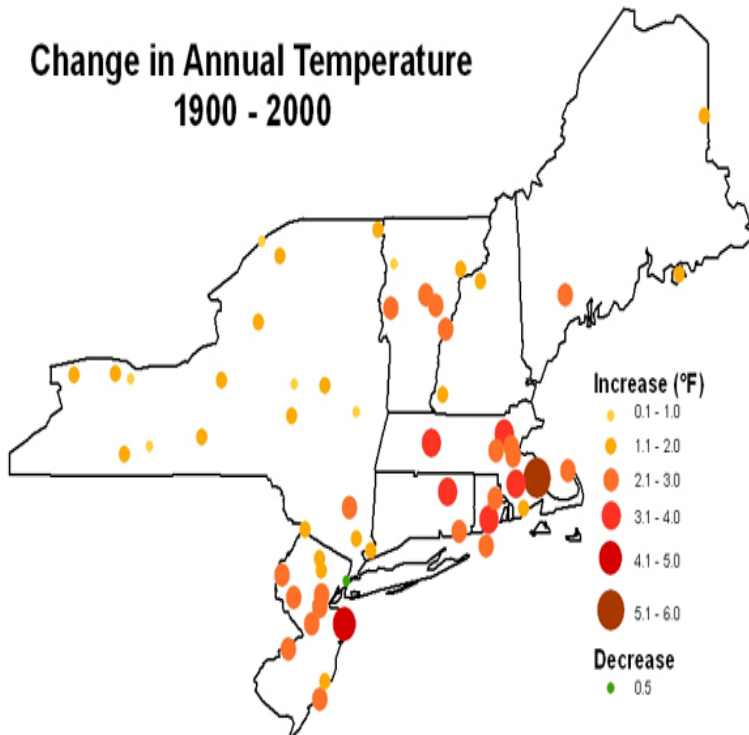 Change in Annual Temperature
1900 - 2000
Increase (°F)
0.1 - 1.0
1.1 - 2.0
2.1 - 3.0
3.1 - 4.0
4.1 - 5.0
5.1 - 6.0
Decrease
0.5